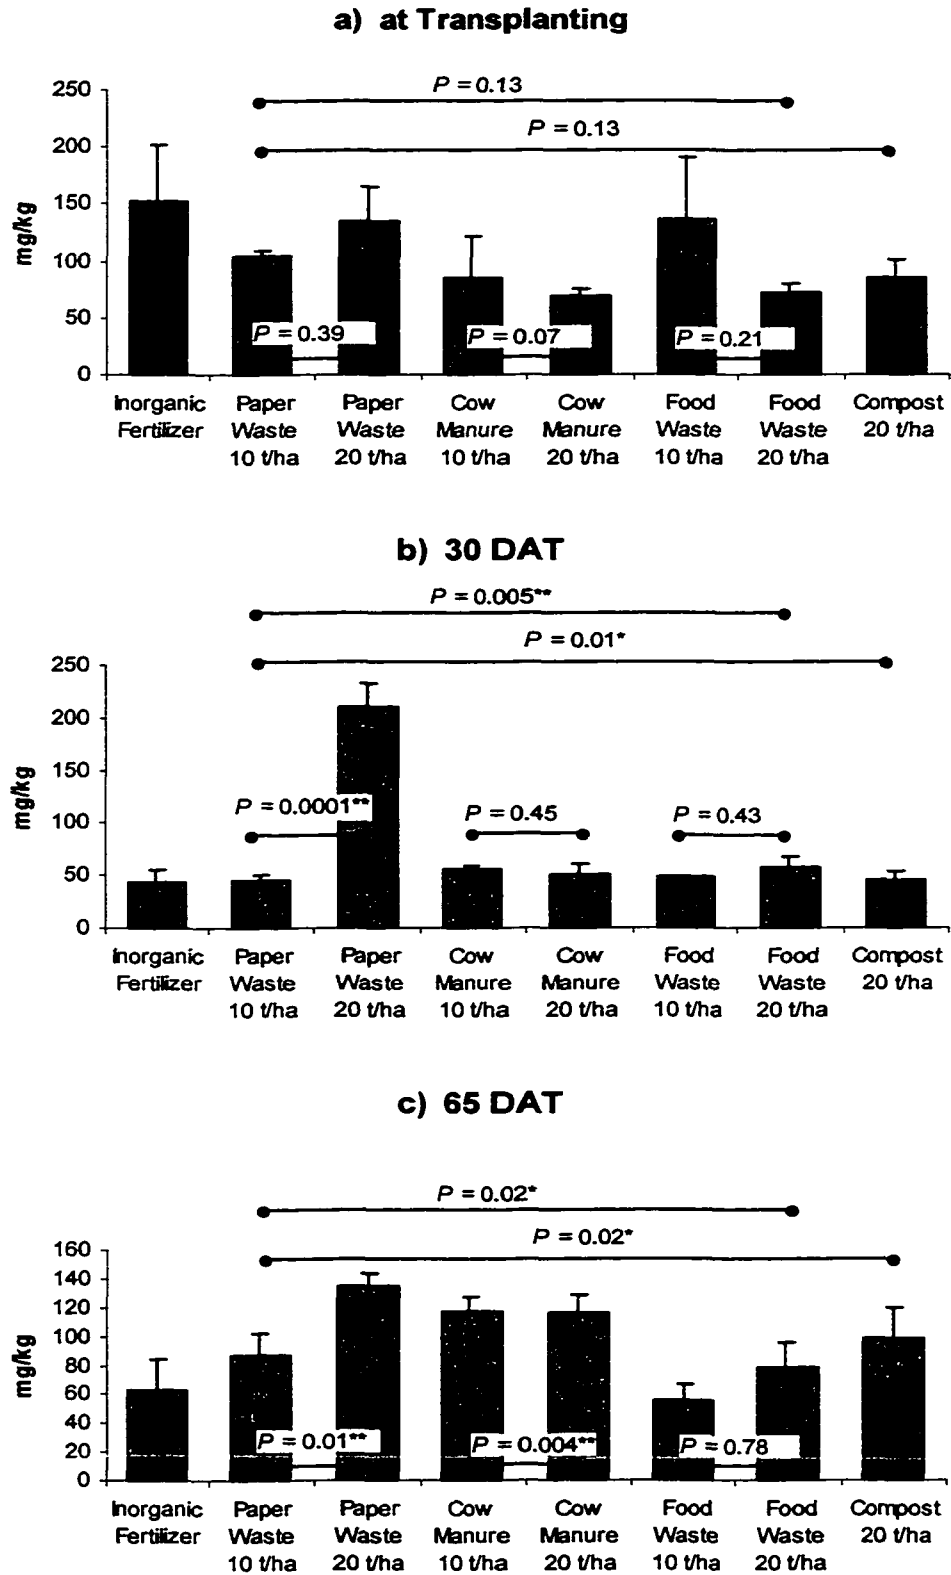 a) at Transplanting
P = 0.13
P = 0.13
250
200
150
100
50
0
mg/kg
P = 0.39
P = 0.07
P = 0.21
Inorganic Fertilizer
Paper Waste 10 t/ha
Paper Waste 20 t/ha
Cow Manure 10 t/ha
Cow Manure 20 t/ha
Food Waste 10 t/ha
Food Waste 20 t/ha
Compost 20 t/ha
b) 30 DAT
P = 0.005**
P = 0.01*
250
200
150
100
50
0
mg/kg
P = 0.0001**
P = 0.45
P = 0.43
Inorganic Fertilizer
Paper Waste 10 t/ha
Paper Waste 20 t/ha
Cow Manure 10 t/ha
Cow Manure 20 t/ha
Food Waste 10 t/ha
Food Waste 20 t/ha
Compost 20 t/ha
c) 65 DAT
P = 0.02*
P = 0.02*
160
140
120
100
80
60
40
20
0
mg/kg
P = 0.01**
P = 0.004**
P = 0.78
Inorganic Fertilizer
Paper Waste 10 t/ha
Paper Waste 20 t/ha
Cow Manure 10 t/ha
Cow Manure 20 t/ha
Food Waste 10 t/ha
Food Waste 20 t/ha
Compost 20 t/ha